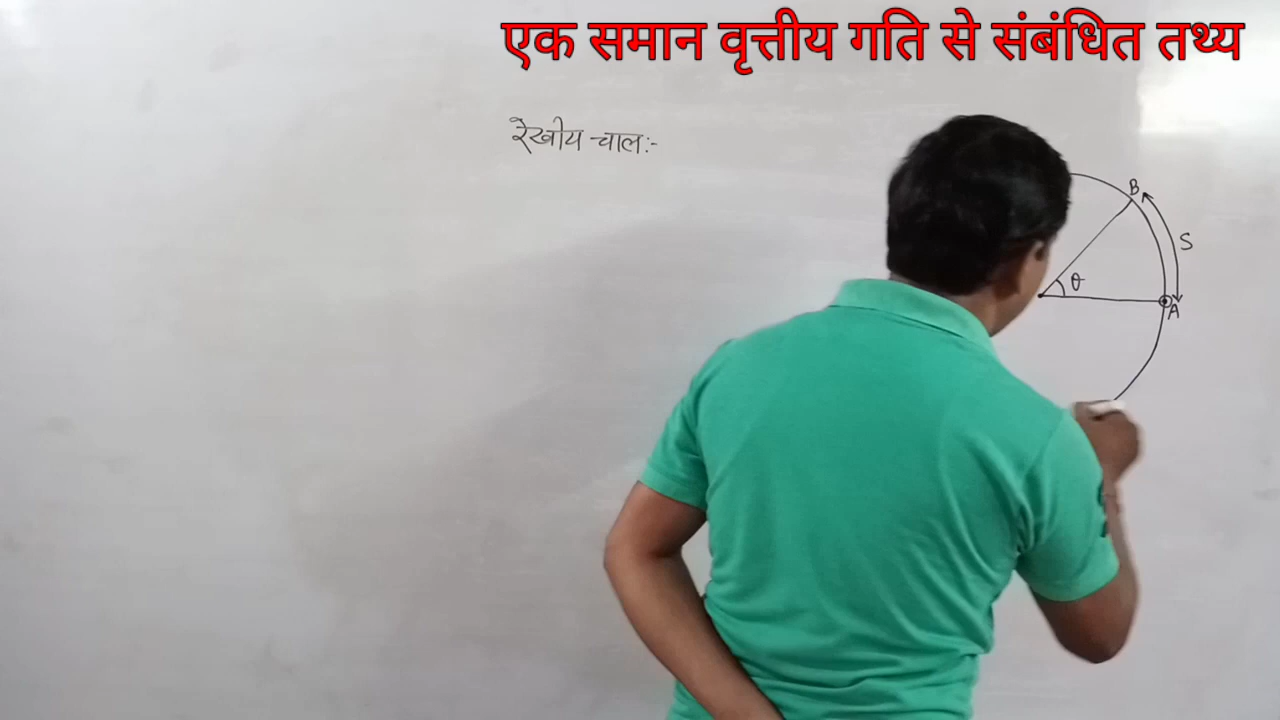 एक समान वृत्तीय गति से संबंधित तथ्य
रेखीय चाल:-
B
S
θ
A